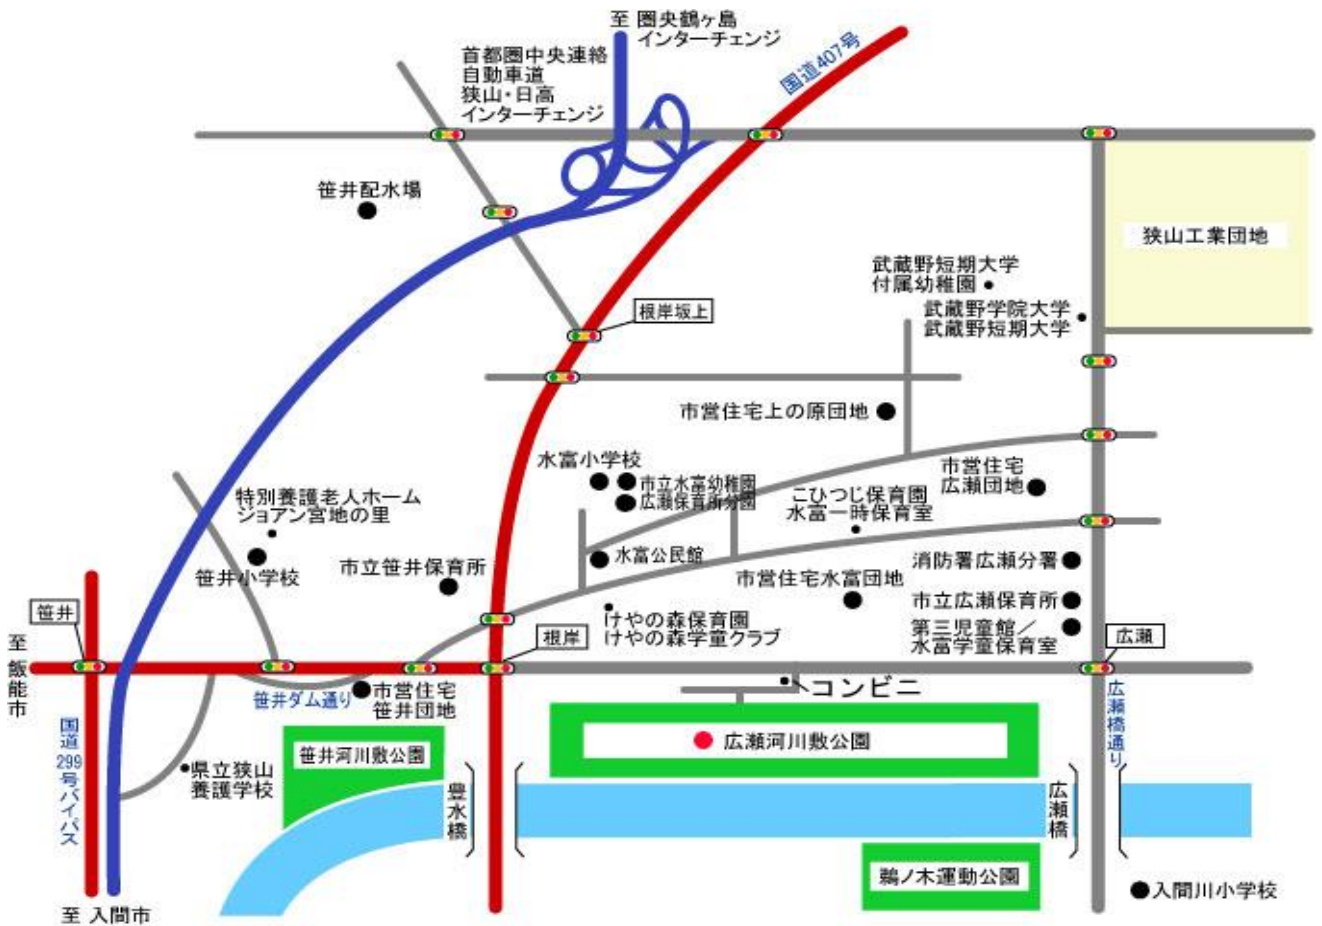 至 圏央鶴ヶ島
インターチェンジ
首都圏中央連絡
自動車道
狭山・日高
インターチェンジ
国道407号
笹井配水場
狭山工業団地
武蔵野短期大学
付属幼稚園
武蔵野学院大学
武蔵野短期大学
根岸坂上
市営住宅上の原団地
水富小学校
市立水富幼稚園
広瀬保育所分園
市営住宅
広瀬団地
こひつじ保育園
水富一時保育室
特別養護老人ホーム
ジョアン宮地の里
笹井小学校
市立笹井保育所
水富公民館
市営住宅水富団地
消防署広瀬分署
市立広瀬保育所
第三児童館／
水富学童保育室
けやの森保育園
けやの森学童クラブ
笹井
根岸
広瀬
至飯能市
笹井ダム通り
市営住宅
笹井団地
コンビニ
広瀬橋通り
国道299号バイパス
県立狭山
養護学校
笹井河川敷公園
広瀬河川敷公園
豊水橋
広瀬橋
鵜ノ木運動公園
入間川小学校
至 入間市